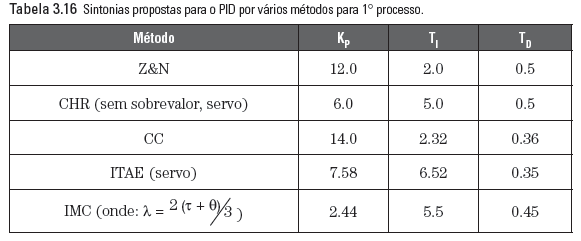 Tabela 3.16 Sintonias propostas para o PID por vários métodos para 1° processo.
Método K_P T_I T_D
Z&N 12.0 2.0 0.5
CHR (sem sobrevalor, servo) 6.0 5.0 0.5
CC 14.0 2.32 0.36
ITAE (servo) 7.58 6.52 0.35
IMC (onde: λ = 2 (τ + θ)/3 ) 2.44 5.5 0.45